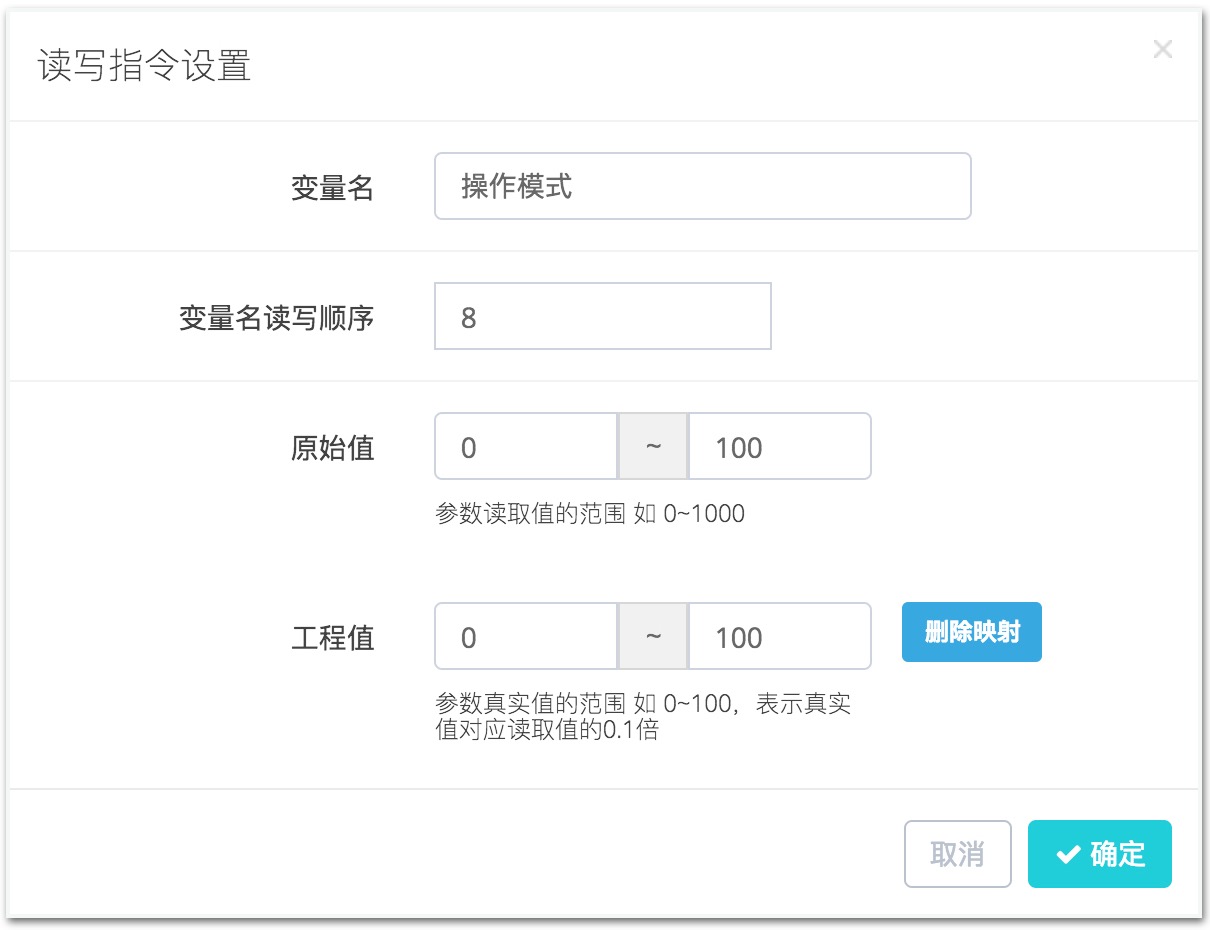 读写指令设置
×
变量名 操作模式
变量名读写顺序 8
原始值 0 ~ 100
参数读取值的范围 如 0~1000
工程值 0 ~ 100 删除映射
参数真实值的范围 如 0~100，表示真实
值对应读取值的0.1倍
取消 确定